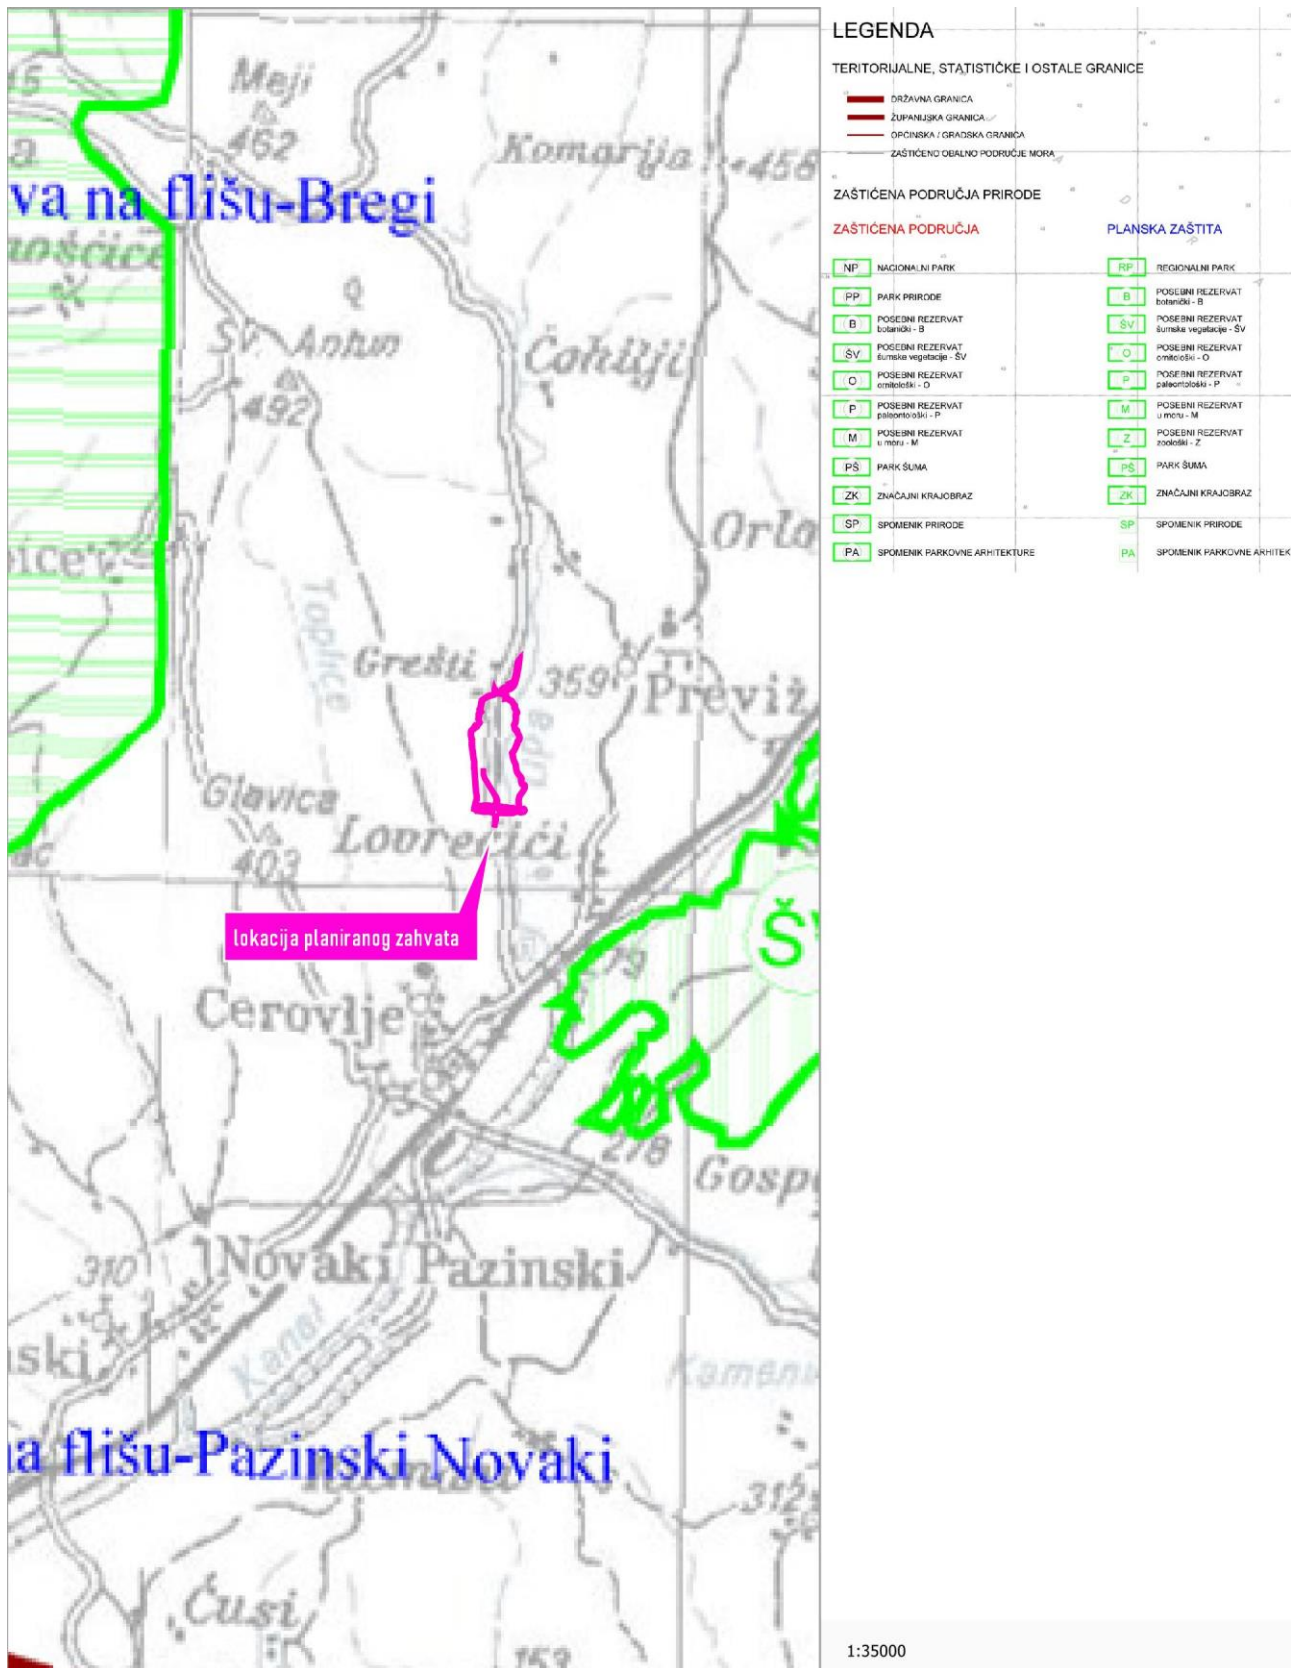 Meji
462
Komarija
+458
va na flišu-Bregi
Sv. Antun
492
Čohilji
Toplice
Grešti
359
Previž
Glavica
403
Lovrečići
lokacija planiranog zahvata
Š
79
Cerovlje
278
Gosp
310
Novaki Pazinski
ski
Kanal
Kameni
na flišu-Pazinski Novaki
312
Ćusi
153
LEGENDA
TERITORIJALNE, STATISTIČKE I OSTALE GRANICE
DRŽAVNA GRANICA
ŽUPANIJSKA GRANICA
OPĆINSKA / GRADSKA GRANICA
ZAŠTIĆENO OBALNO PODRUČJE MORA
ZAŠTIĆENA PODRUČJA PRIRODE
ZAŠTIĆENA PODRUČJA
NP NACIONALNI PARK
PP PARK PRIRODE
B POSEBNI REZERVAT
botanički - B
ŠV POSEBNI REZERVAT
šumske vegetacije - ŠV
O POSEBNI REZERVAT
ornitološki - O
P POSEBNI REZERVAT
paleontološki - P
M POSEBNI REZERVAT
u moru - M
PŠ PARK ŠUMA
ZK ZNAČAJNI KRAJOBRAZ
SP SPOMENIK PRIRODE
PA SPOMENIK PARKOVNE ARHITEKTURE
PLANSKA ZAŠTITA
RP REGIONALNI PARK
B POSEBNI REZERVAT
botanički - B
ŠV POSEBNI REZERVAT
šumske vegetacije - ŠV
O POSEBNI REZERVAT
ornitološki - O
P POSEBNI REZERVAT
paleontološki - P
M POSEBNI REZERVAT
u moru - M
Z POSEBNI REZERVAT
zoološki - Z
PŠ PARK ŠUMA
ZK ZNAČAJNI KRAJOBRAZ
SP SPOMENIK PRIRODE
PA SPOMENIK PARKOVNE ARHITEK
1:35000